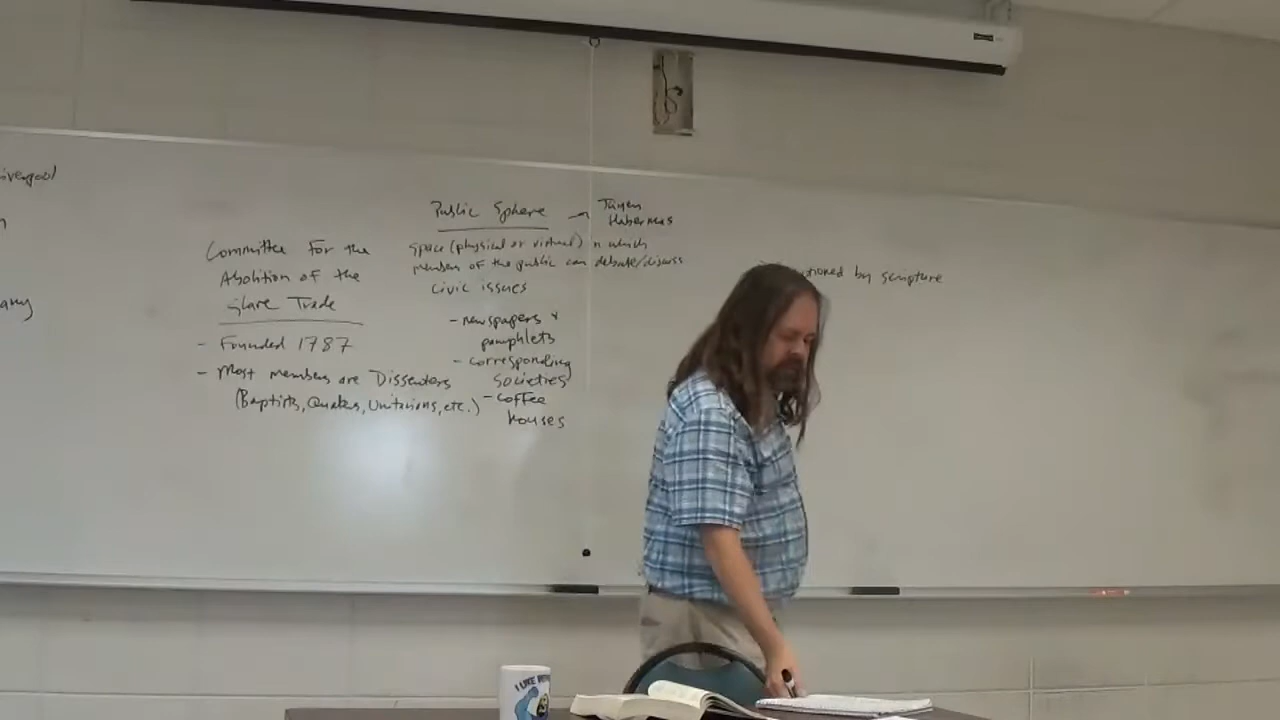 Committee For the
Abolition of the
Slave Trade
- Founded 1787
- Most members are Dissenters
(Baptists, Quakers, Unitarians, etc.)
Public Sphere
Habermas
space (physical or virtual) in which
members of the public can debate/discuss
civic issues
- newspapers +
pamphlets
- corresponding
societies
- coffee
houses
by scripture
I LIKE